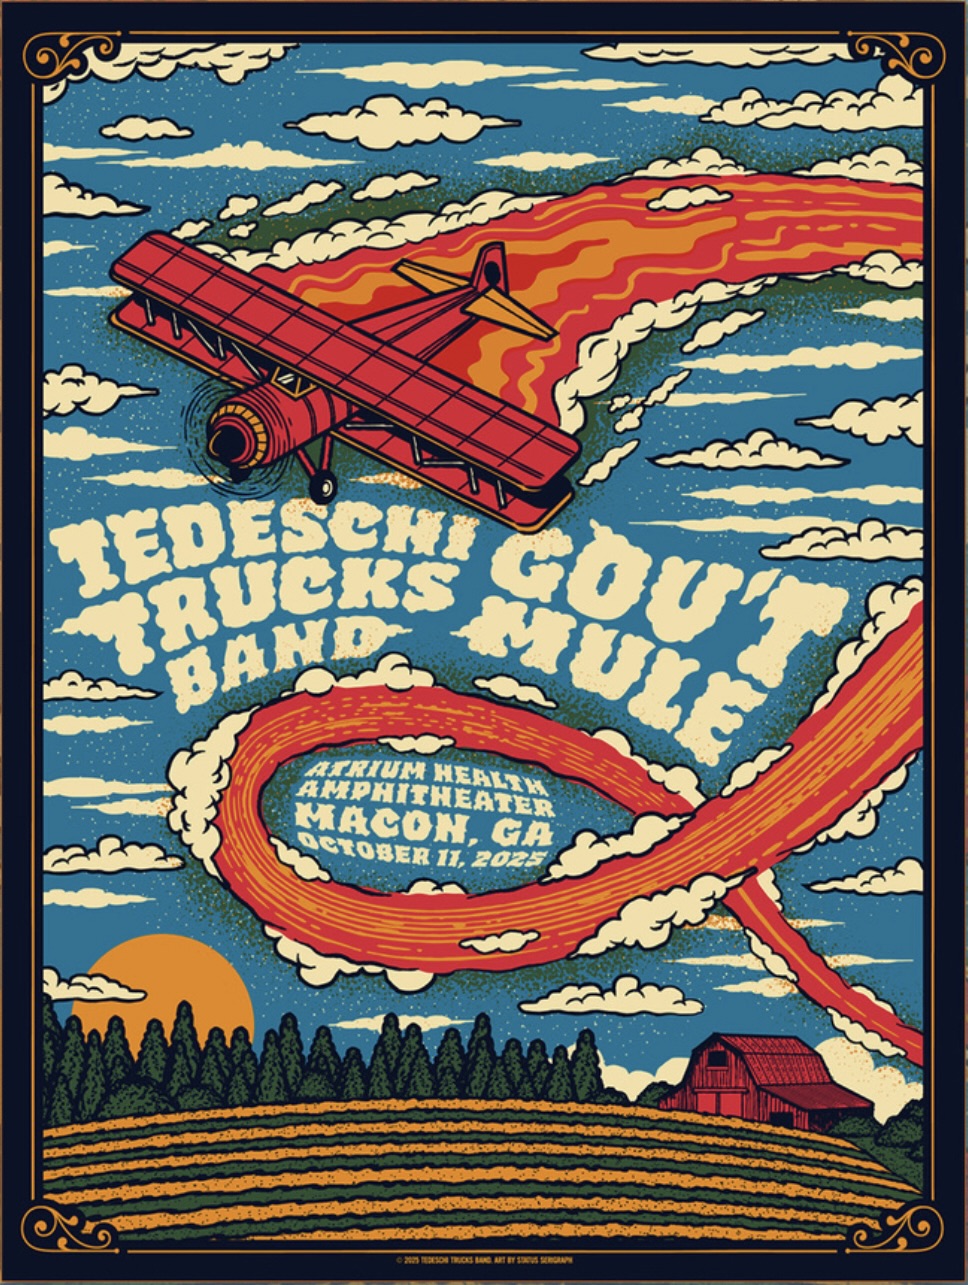 TEDESCHI
TRUCKS
BAND
GOV'T
MULE
ATRIUM HEALTH
AMPHITHEATER
MACON, GA
OCTOBER 11, 2025
© 2025 TEDESCHI TRUCKS BAND. ART BY STATUS SERIGRAPH